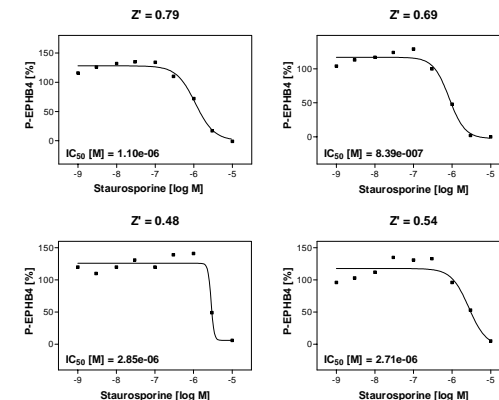 Z' = 0.79
P-EPHB4 [%]
150
100
50
0
IC50 [M] = 1.10e-06
-9 -8 -7 -6 -5
Staurosporine [log M]
Z' = 0.69
P-EPHB4 [%]
100
50
0
IC50 [M] = 8.39e-007
-9 -8 -7 -6 -5
Staurosporine [log M]
Z' = 0.48
P-EPHB4 [%]
150
100
50
0
IC50 [M] = 2.85e-06
-9 -8 -7 -6 -5
Staurosporine [log M]
Z' = 0.54
P-EPHB4 [%]
150
100
50
0
IC50 [M] = 2.71e-06
-9 -8 -7 -6 -5
Staurosporine [log M]